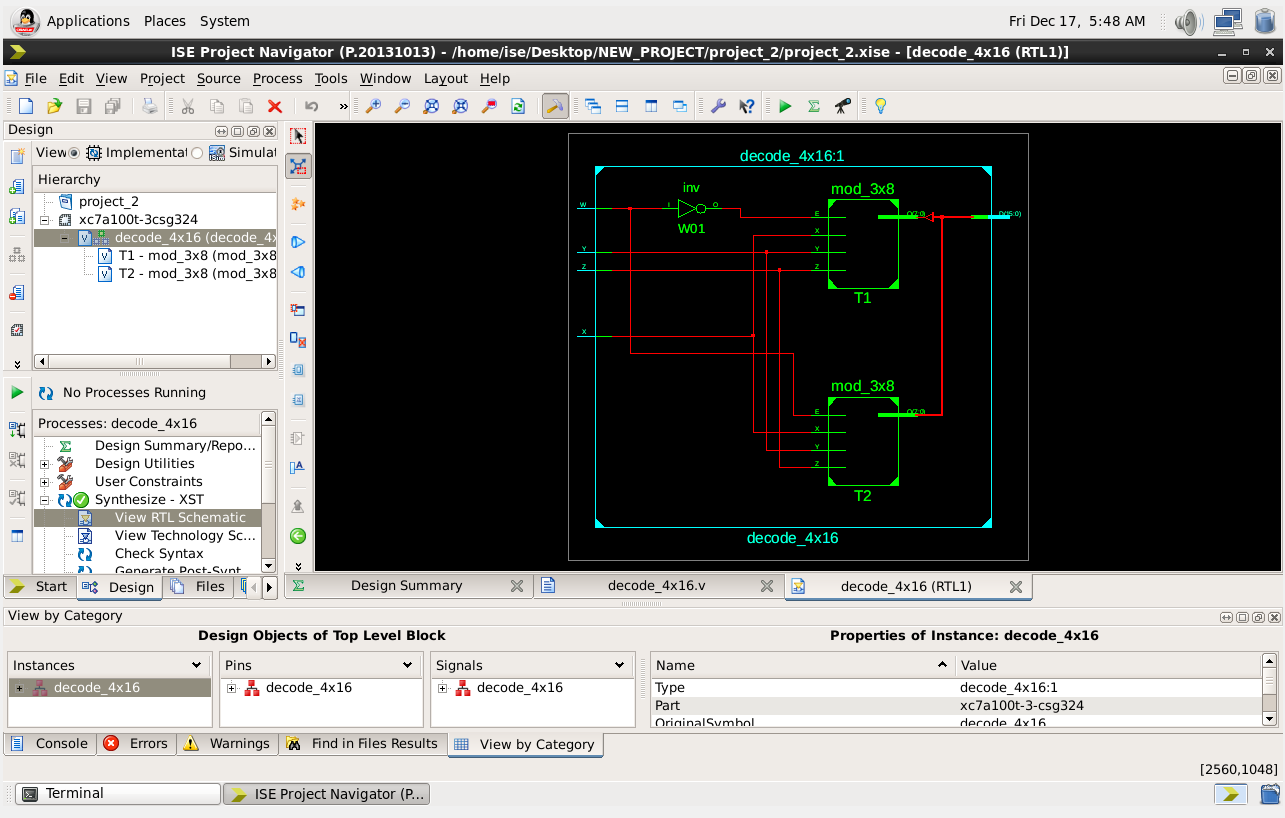 Applications Places System Fri Dec 17, 5:48 AM
ISE Project Navigator (P.20131013) - /home/ise/Desktop/NEW_PROJECT/project_2/project_2.xise - [decode_4x16 (RTL1)]
File Edit View Project Source Process Tools Window Layout Help
Design
View Implementat Simulat
Hierarchy
project_2
xc7a100t-3csg324
decode_4x16 (decode_4x
T1 - mod_3x8 (mod_3x8
T2 - mod_3x8 (mod_3x8
No Processes Running
Processes: decode_4x16
Design Summary/Repo...
Design Utilities
User Constraints
Synthesize - XST
View RTL Schematic
View Technology Sc...
Check Syntax
Generate Post-Synt
Start Design Files
decode_4x16:1
inv
mod_3x8
W I O
W01
E
X
Y
Z
O(7:0)
D(15:0)
Y
Z
T1
X
mod_3x8
E
X
Y
Z
O(7:0)
T2
decode_4x16
Design Summary decode_4x16.v decode_4x16 (RTL1)
View by Category
Design Objects of Top Level Block
Properties of Instance: decode_4x16
Instances Pins Signals Name Value
decode_4x16 decode_4x16 decode_4x16 Type decode_4x16:1
Part xc7a100t-3-csg324
OriginalSymbol decode_4x16
Console Errors Warnings Find in Files Results View by Category
[2560,1048]
Terminal ISE Project Navigator (P...